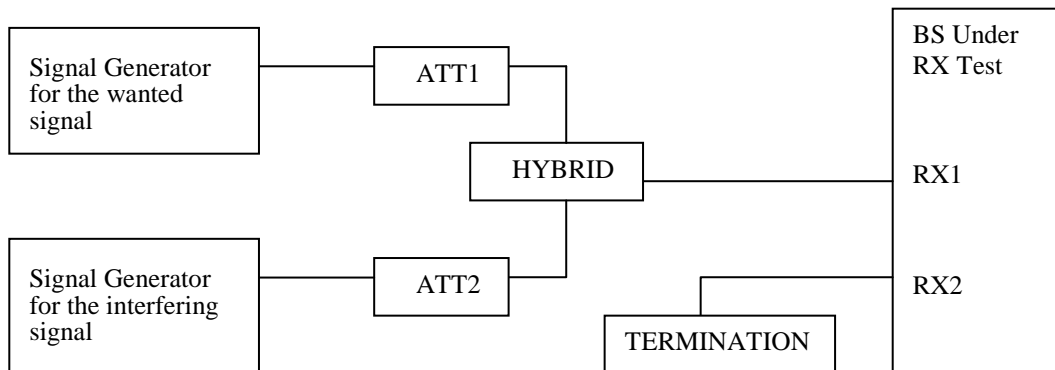 Signal Generator
for the wanted
signal
ATT1
BS Under
RX Test
HYBRID
RX1
Signal Generator
for the interfering
signal
ATT2
RX2
TERMINATION